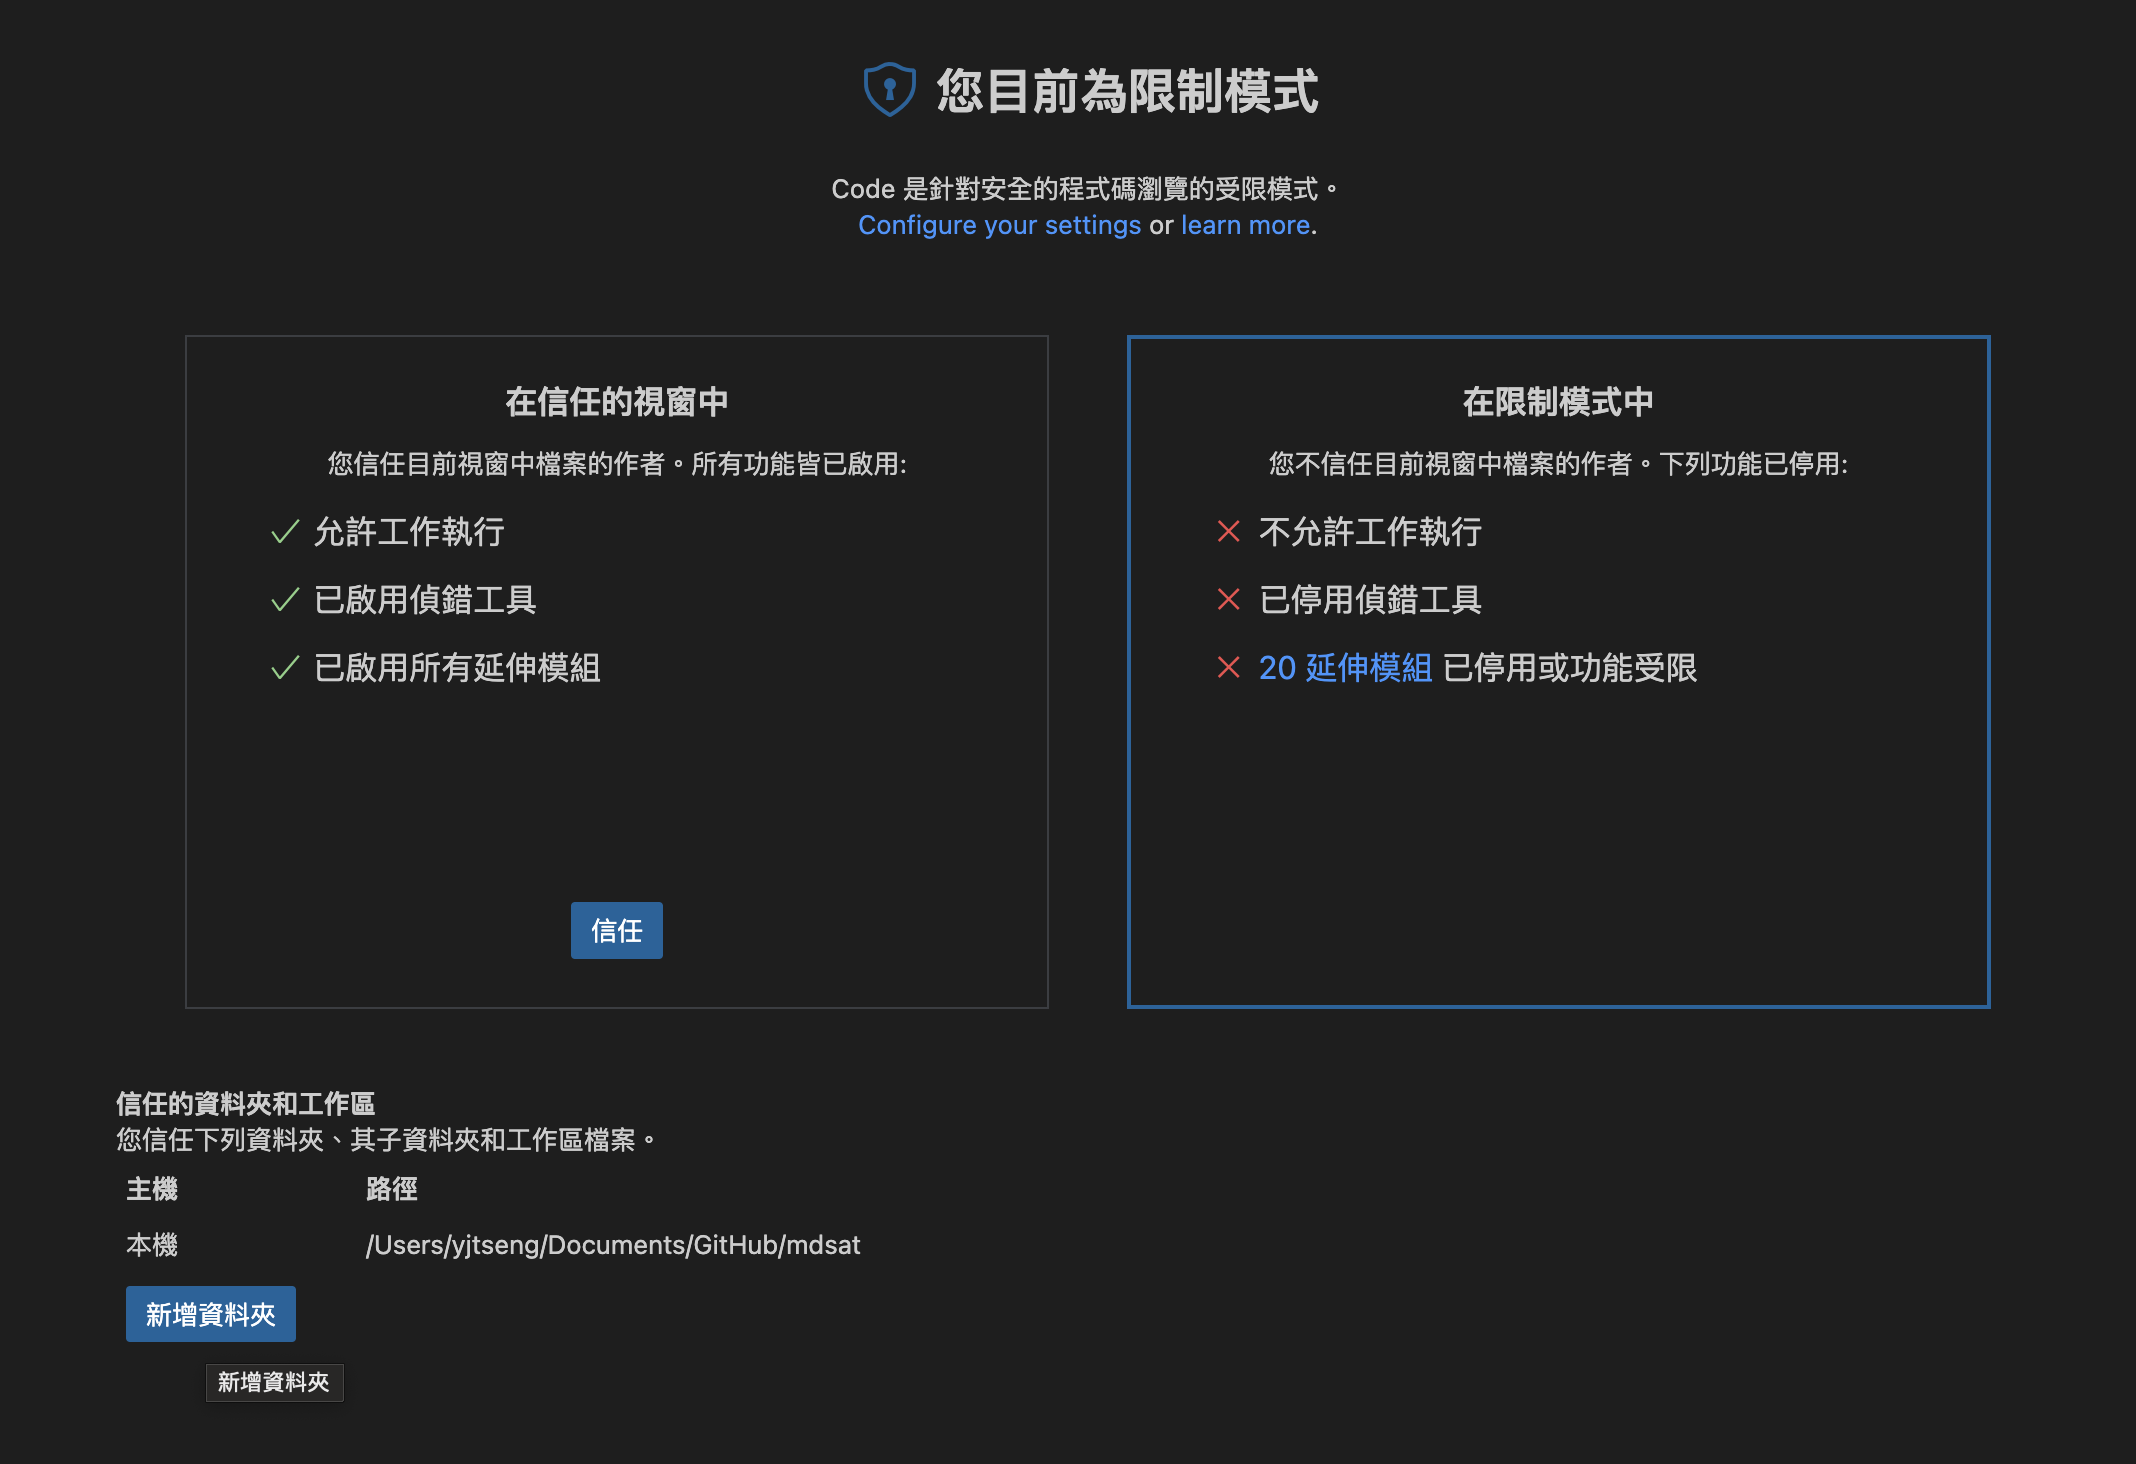 您目前為限制模式
Code 是針對安全的程式碼瀏覽的受限模式。
Configure your settings or learn more.
在信任的視窗中
您信任目前視窗中檔案的作者。所有功能皆已啟用:
允許工作執行
已啟用偵錯工具
已啟用所有延伸模組
信任
在限制模式中
您不信任目前視窗中檔案的作者。下列功能已停用:
不允許工作執行
已停用偵錯工具
20 延伸模組 已停用或功能受限
信任的資料夾和工作區
您信任下列資料夾、其子資料夾和工作區檔案。
主機 路徑
本機 /Users/yjtseng/Documents/GitHub/mdsat
新增資料夾
新增資料夾